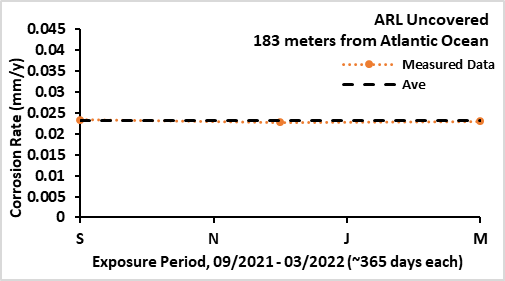 ARL Uncovered
183 meters from Atlantic Ocean
Measured Data
Ave
Corrosion Rate (mm/y)
0.045
0.04
0.035
0.03
0.025
0.02
0.015
0.01
0.005
0
S N J M
Exposure Period, 09/2021 - 03/2022 (~365 days each)